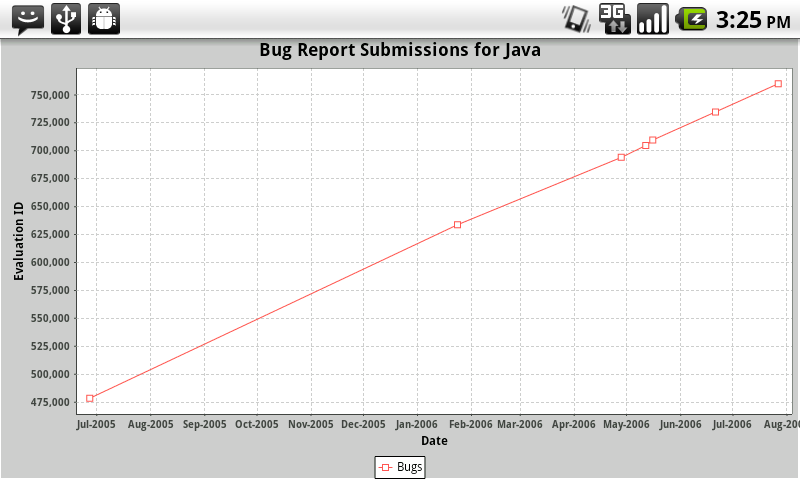 3G 3:25 PM
Bug Report Submissions for Java
750,000
725,000
700,000
675,000
650,000
625,000
600,000
575,000
550,000
525,000
500,000
475,000
Evaluation ID
Jul-2005 Aug-2005 Sep-2005 Oct-2005 Nov-2005 Dec-2005 Jan-2006 Feb-2006 Mar-2006 Apr-2006 May-2006 Jun-2006 Jul-2006 Aug-20
Date
Bugs